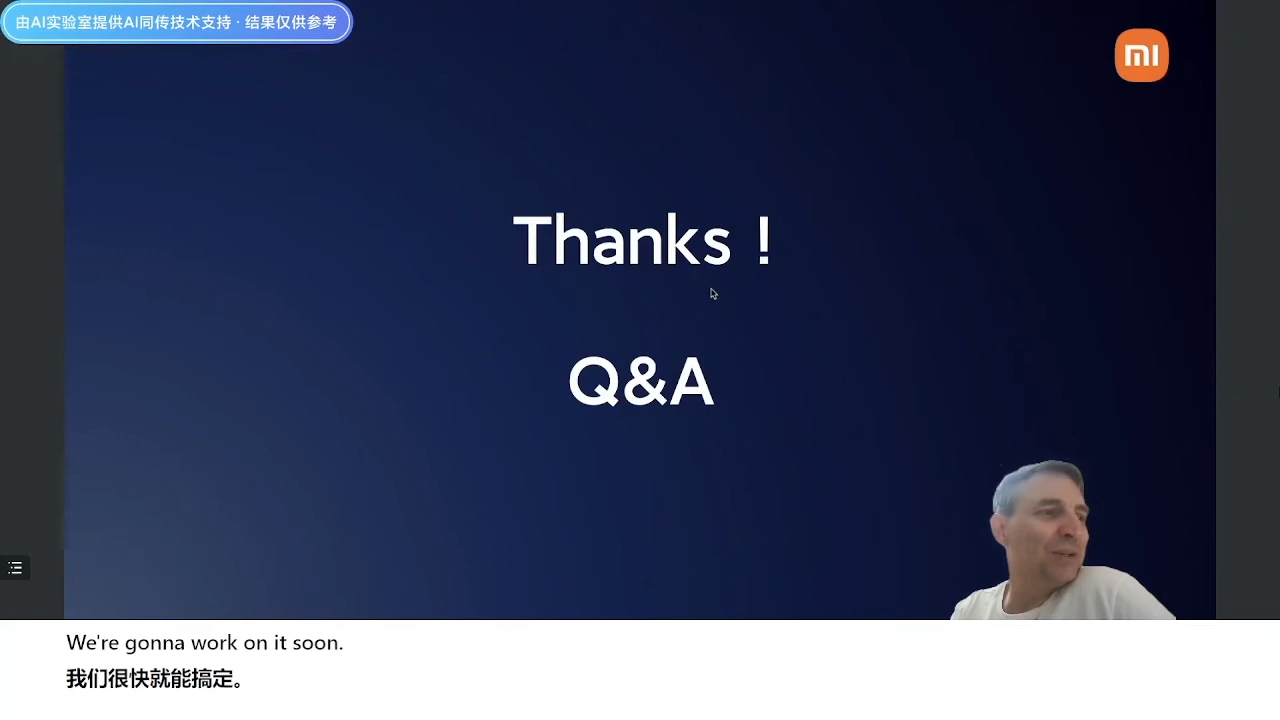 由AI实验室提供AI同传技术支持 · 结果仅供参考
mi
Thanks !
Q&A
We're gonna work on it soon.
我们很快就能搞定。